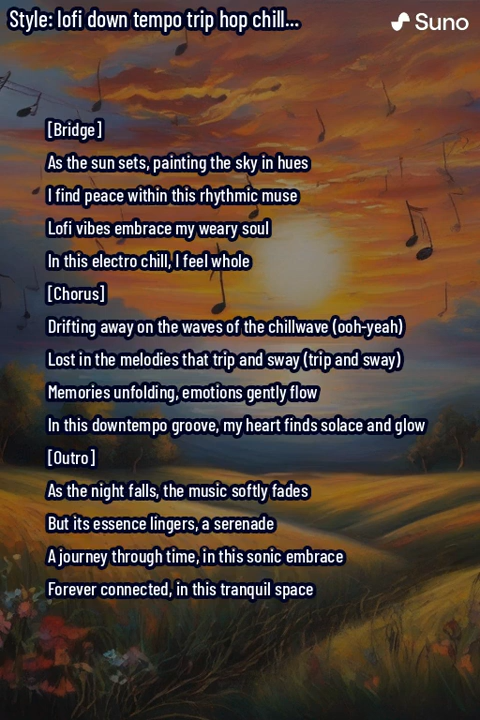 Style: lofi down tempo trip hop chill...
Suno
[Bridge]
As the sun sets, painting the sky in hues
I find peace within this rhythmic muse
Lofi vibes embrace my weary soul
In this electro chill, I feel whole
[Chorus]
Drifting away on the waves of the chillwave (ooh-yeah)
Lost in the melodies that trip and sway (trip and sway)
Memories unfolding, emotions gently flow
In this downtempo groove, my heart finds solace and glow
[Outro]
As the night falls, the music softly fades
But its essence lingers, a serenade
A journey through time, in this sonic embrace
Forever connected, in this tranquil space